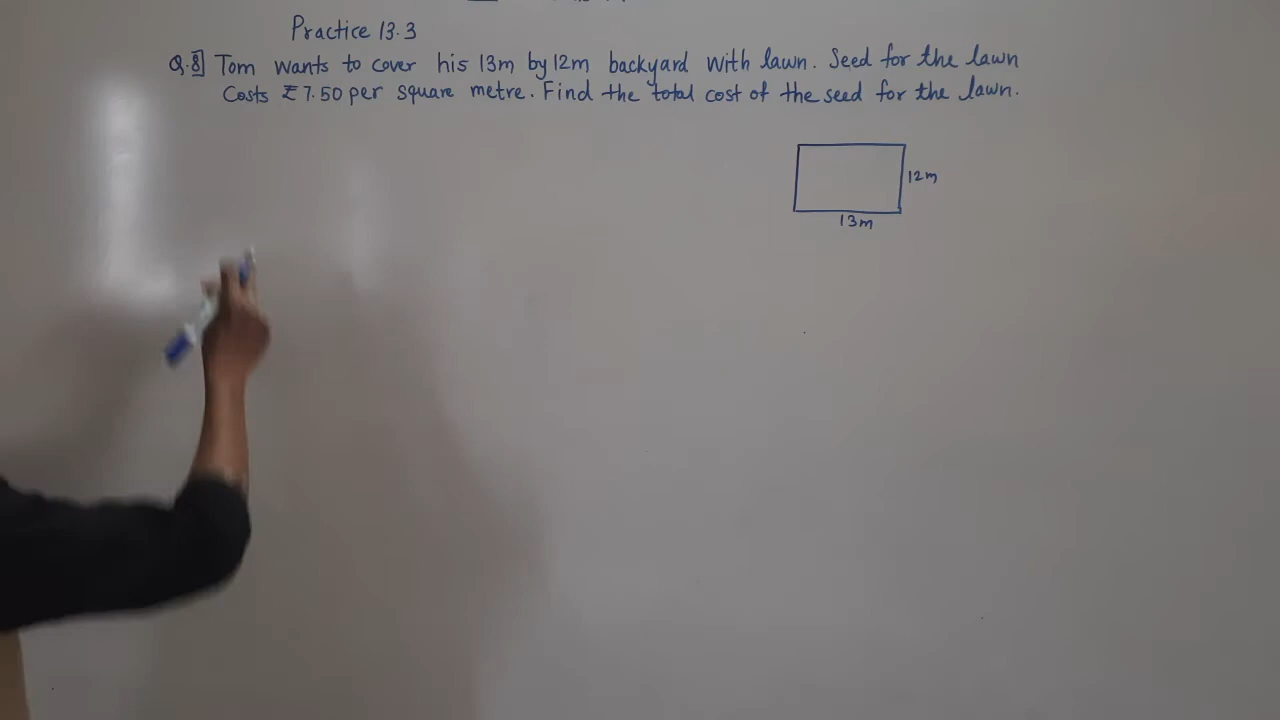 Practice 13.3
Q.8] Tom wants to cover his 13m by 12m backyard with lawn. Seed for the lawn
Costs ₹7.50 per square metre. Find the total cost of the seed for the lawn.
12m
13m